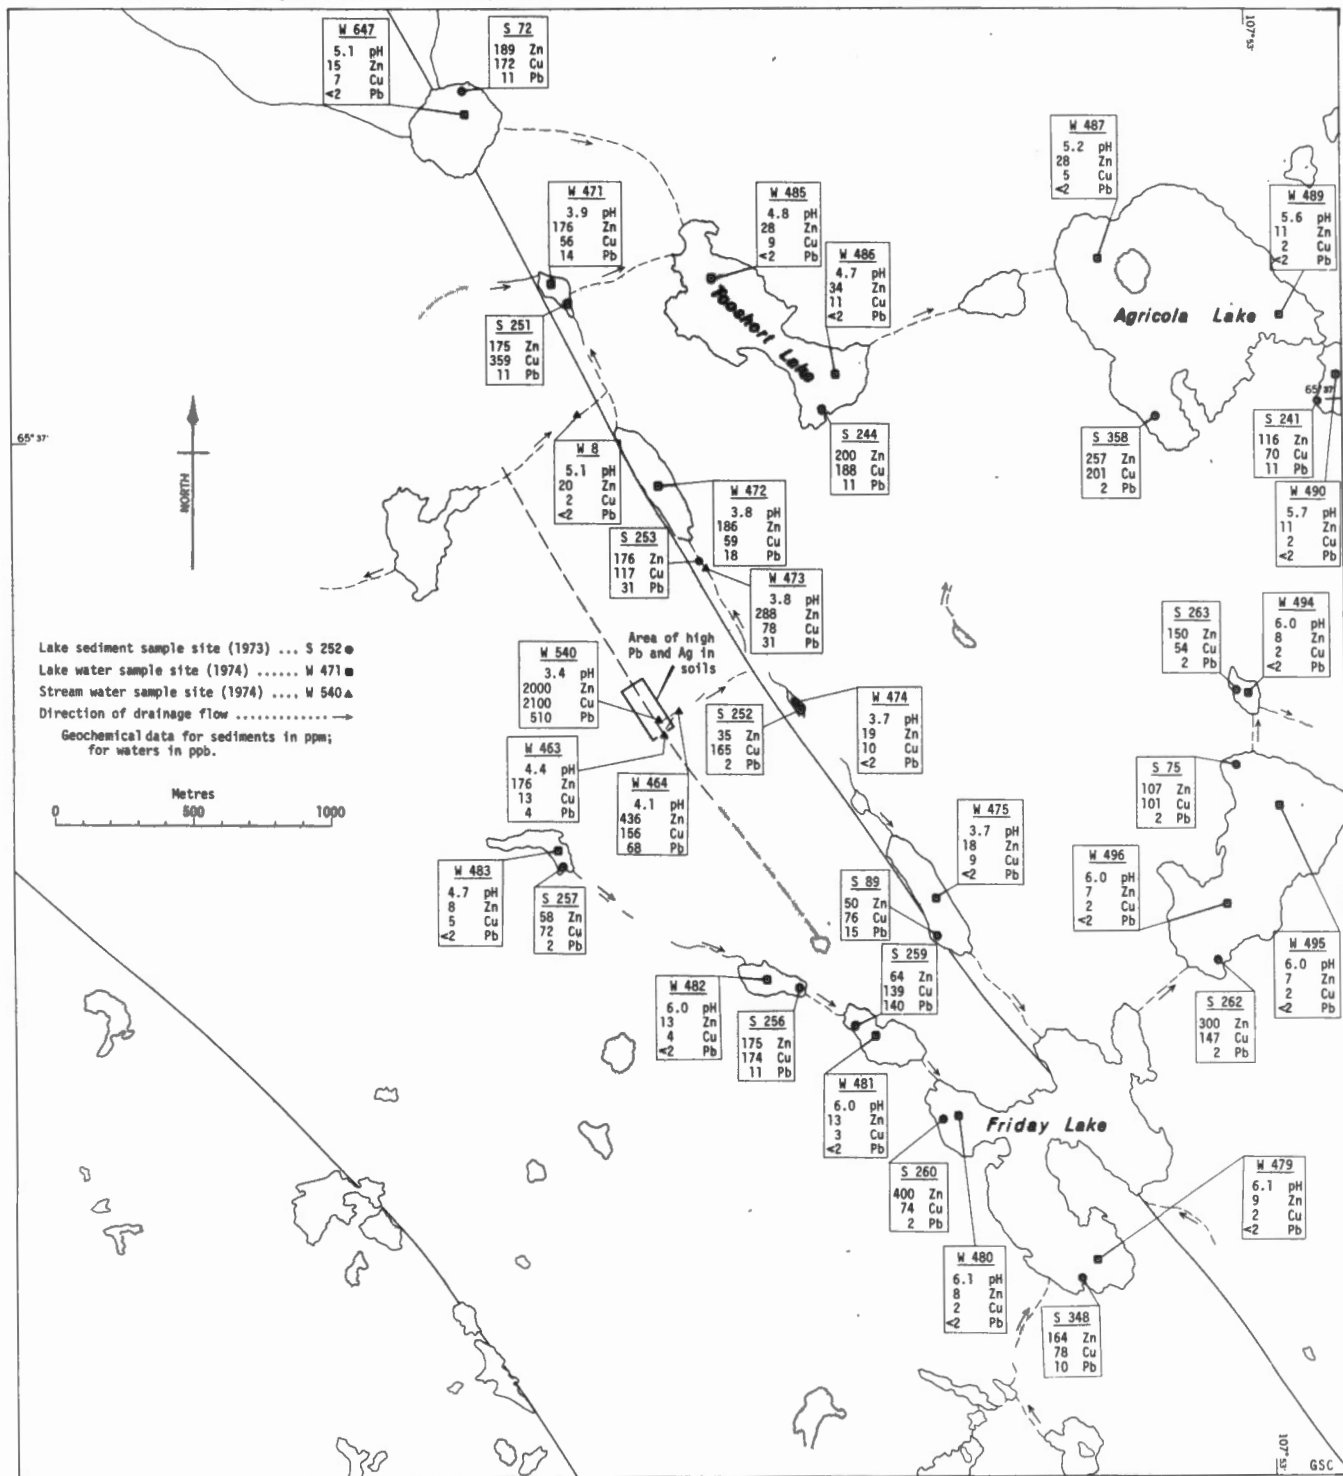 W 647
5.1 pH
15 Zn
7 Cu
<2 Pb
S 72
189 Zn
172 Cu
11 Pb
107°53'
W 487
5.2 pH
28 Zn
5 Cu
<2 Pb
W 471
3.9 pH
176 Zn
56 Cu
14 Pb
W 485
4.8 pH
28 Zn
9 Cu
<2 Pb
W 489
5.6 pH
11 Zn
2 Cu
<2 Pb
W 486
4.7 pH
34 Zn
11 Cu
<2 Pb
Tooshort Lake
Agricola Lake
S 251
175 Zn
359 Cu
11 Pb
65°37'
65°37'
NORTH
W 8
5.1 pH
20 Zn
2 Cu
<2 Pb
S 244
200 Zn
188 Cu
11 Pb
S 358
257 Zn
201 Cu
2 Pb
S 241
116 Zn
70 Cu
11 Pb
W 490
5.7 pH
11 Zn
2 Cu
<2 Pb
W 472
3.8 pH
186 Zn
59 Cu
18 Pb
S 253
176 Zn
117 Cu
31 Pb
W 473
3.8 pH
288 Zn
78 Cu
31 Pb
S 263
150 Zn
54 Cu
2 Pb
W 494
6.0 pH
8 Zn
2 Cu
<2 Pb
Lake sediment sample site (1973) ... S 252
Lake water sample site (1974) ...... W 471
Stream water sample site (1974) .... W 540
Direction of drainage flow ..............
Geochemical data for sediments in ppm;
for waters in ppb.
Metres
0 500 1000
Area of high
Pb and Ag in
soils
W 540
3.4 pH
2000 Zn
2100 Cu
510 Pb
W 463
4.4 pH
176 Zn
13 Cu
4 Pb
W 464
4.1 pH
436 Zn
156 Cu
68 Pb
S 252
35 Zn
165 Cu
2 Pb
W 474
3.7 pH
19 Zn
10 Cu
<2 Pb
S 75
107 Zn
101 Cu
2 Pb
W 475
3.7 pH
18 Zn
9 Cu
<2 Pb
W 483
4.7 pH
8 Zn
5 Cu
<2 Pb
S 257
58 Zn
72 Cu
2 Pb
S 89
50 Zn
76 Cu
15 Pb
W 496
6.0 pH
7 Zn
2 Cu
<2 Pb
W 495
6.0 pH
7 Zn
2 Cu
<2 Pb
S 259
64 Zn
139 Cu
140 Pb
W 482
6.0 pH
13 Zn
4 Cu
<2 Pb
S 256
175 Zn
174 Cu
11 Pb
S 262
300 Zn
147 Cu
2 Pb
W 481
6.0 pH
13 Zn
3 Cu
<2 Pb
Friday Lake
S 260
400 Zn
74 Cu
2 Pb
W 479
6.1 pH
9 Zn
2 Cu
<2 Pb
W 480
6.1 pH
8 Zn
2 Cu
<2 Pb
S 348
164 Zn
78 Cu
10 Pb
107°53'
GSC